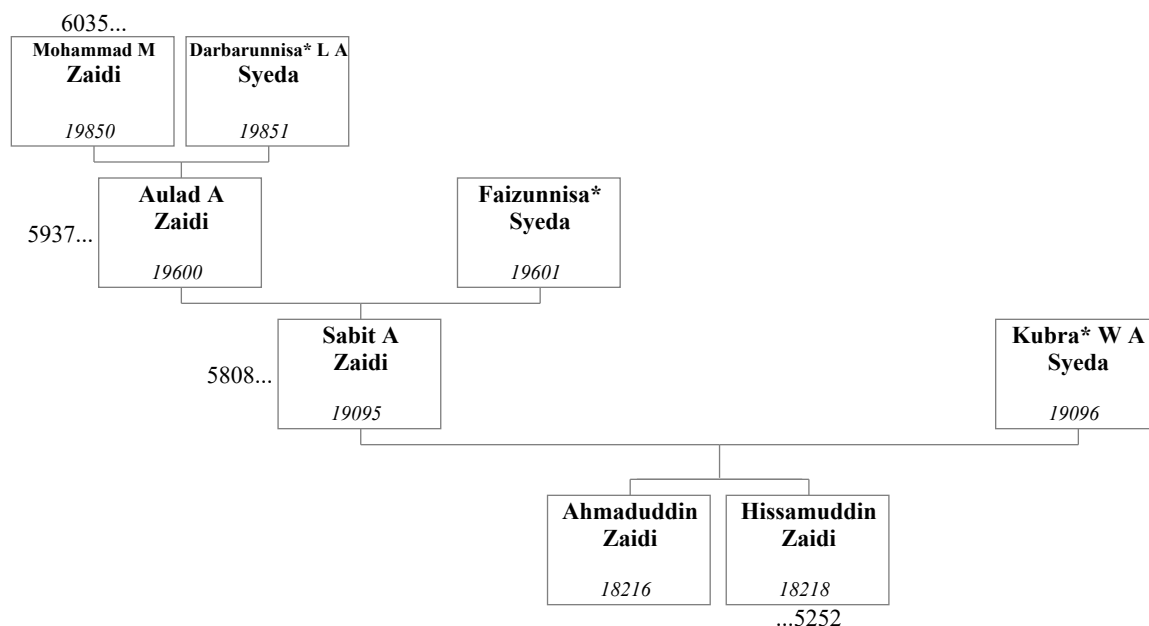 6035...
Mohammad M
Zaidi
19850
Darbarunnisa* L A
Syeda
19851
Aulad A
Zaidi
19600
5937...
Faizunnisa*
Syeda
19601
Sabit A
Zaidi
19095
5808...
Kubra* W A
Syeda
19096
Ahmaduddin
Zaidi
18216
Hissamuddin
Zaidi
18218
...5252